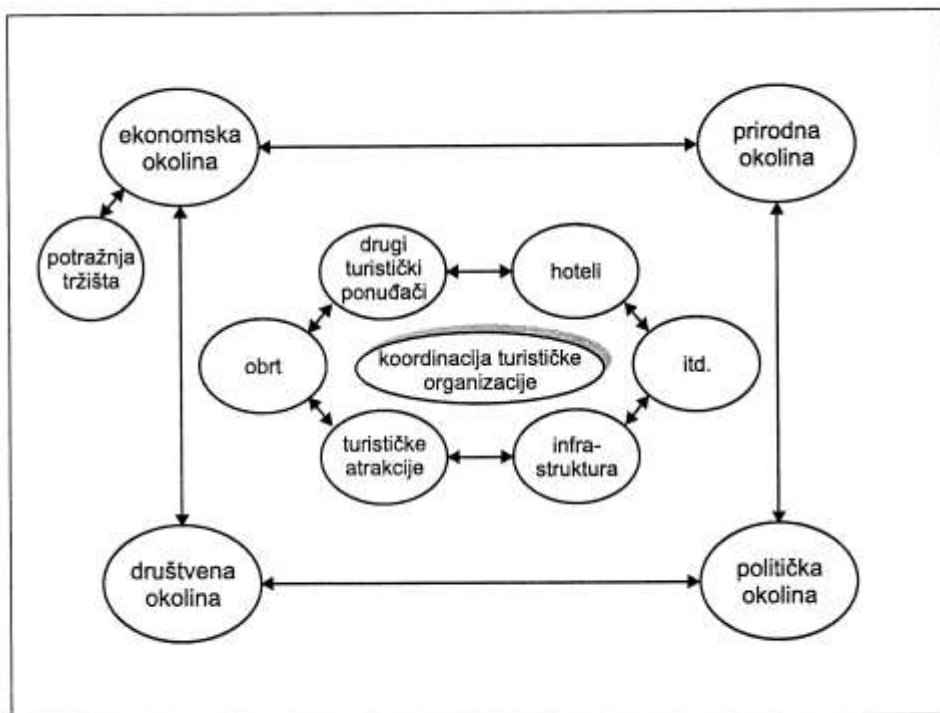 ekonomska
okolina
prirodna
okolina
potražnja
tržišta
drugi
turistički
ponuđači
hoteli
obrt
koordinacija turističke
organizacije
itd.
turističke
atrakcije
infra-
struktura
društvena
okolina
politička
okolina